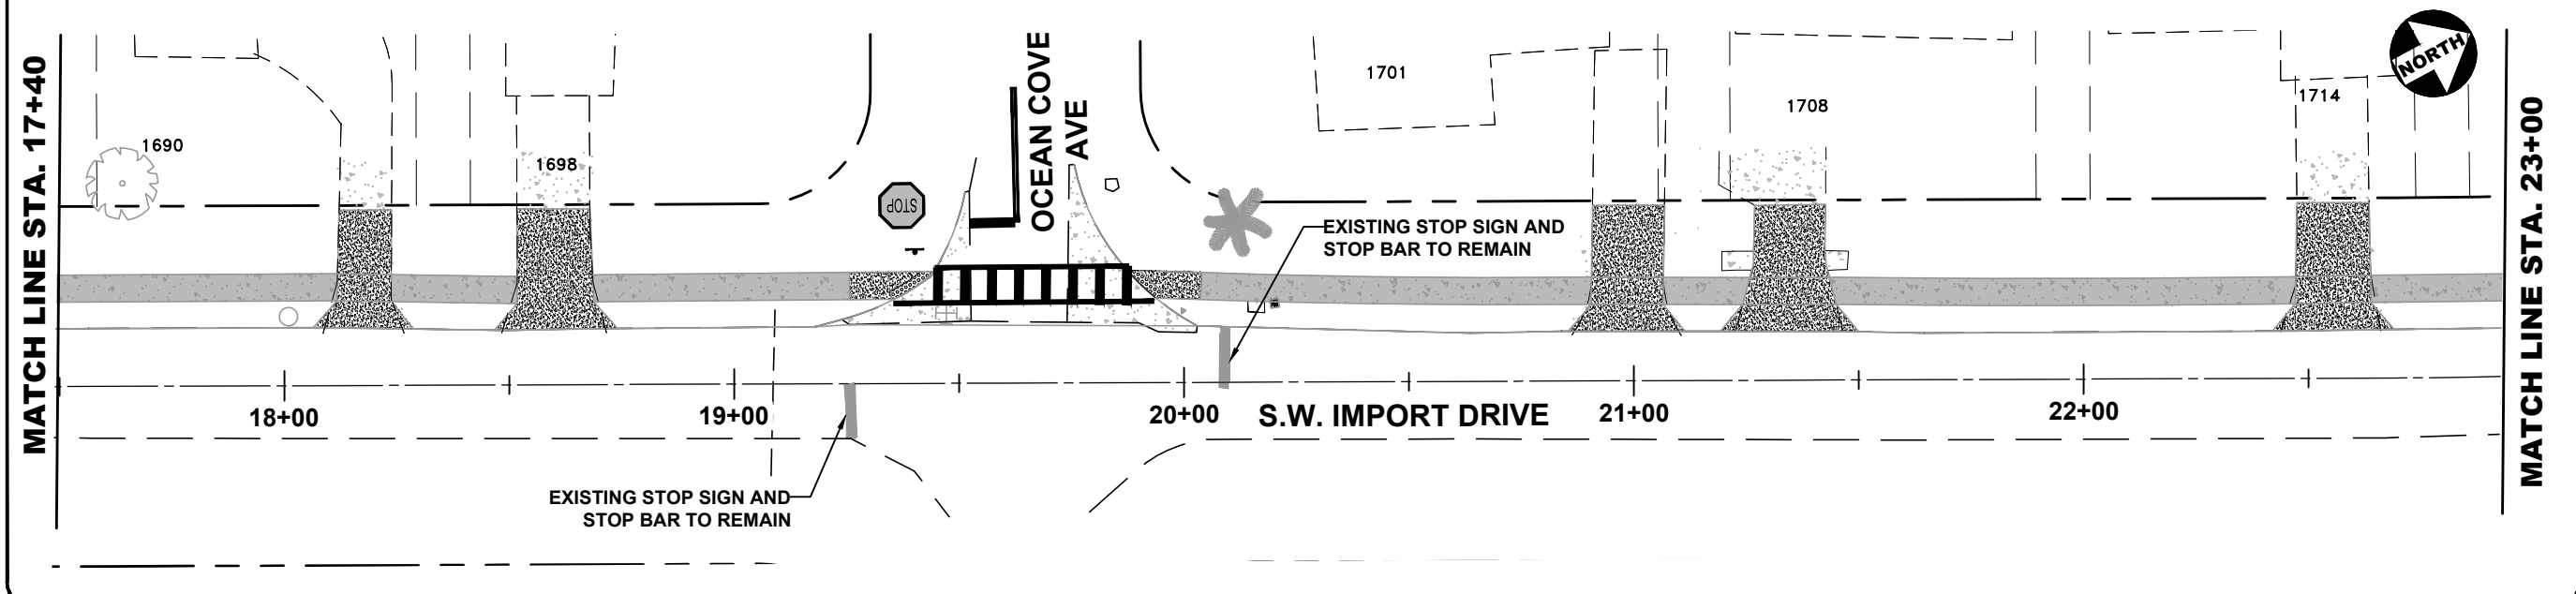 MATCH LINE STA. 17+40
1690
1698
STOP
OCEAN COVE
AVE
1701
1708
1714
NORTH
MATCH LINE STA. 23+00
EXISTING STOP SIGN AND
STOP BAR TO REMAIN
18+00
19+00
20+00
S.W. IMPORT DRIVE
21+00
22+00
EXISTING STOP SIGN AND
STOP BAR TO REMAIN